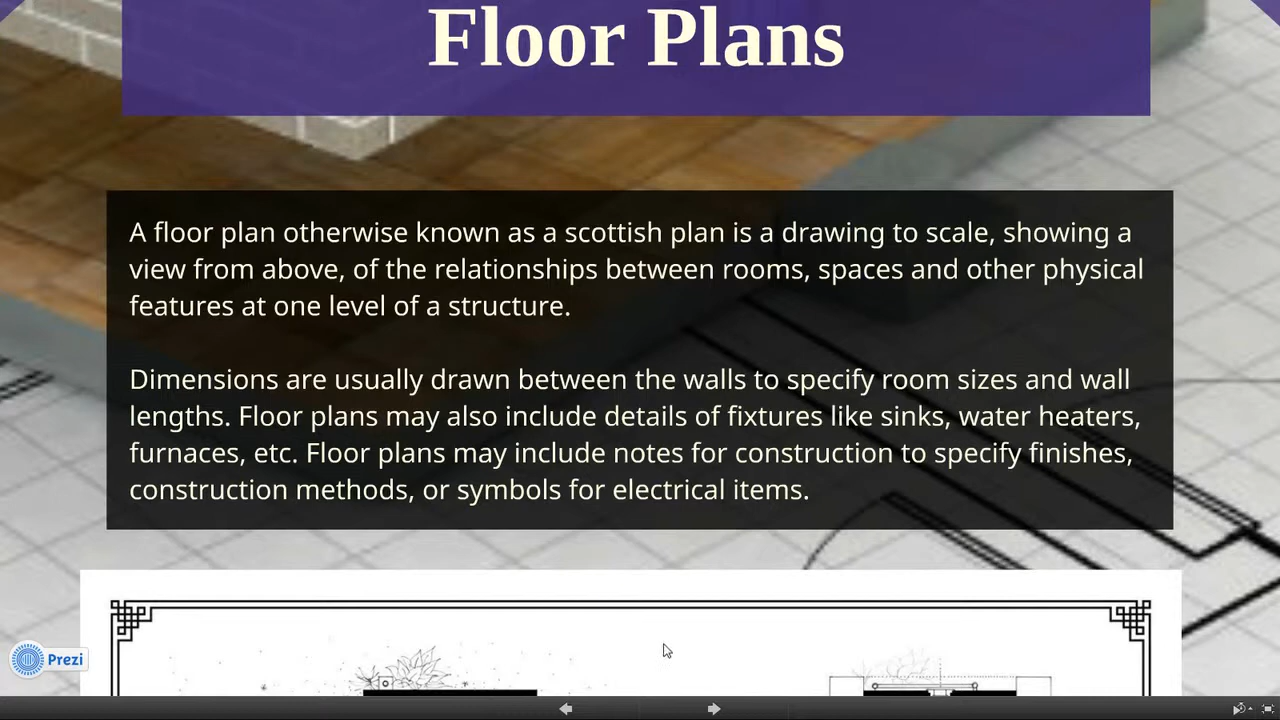 Floor Plans
A floor plan otherwise known as a scottish plan is a drawing to scale, showing a
view from above, of the relationships between rooms, spaces and other physical
features at one level of a structure.
Dimensions are usually drawn between the walls to specify room sizes and wall
lengths. Floor plans may also include details of fixtures like sinks, water heaters,
furnaces, etc. Floor plans may include notes for construction to specify finishes,
construction methods, or symbols for electrical items.
Prezi